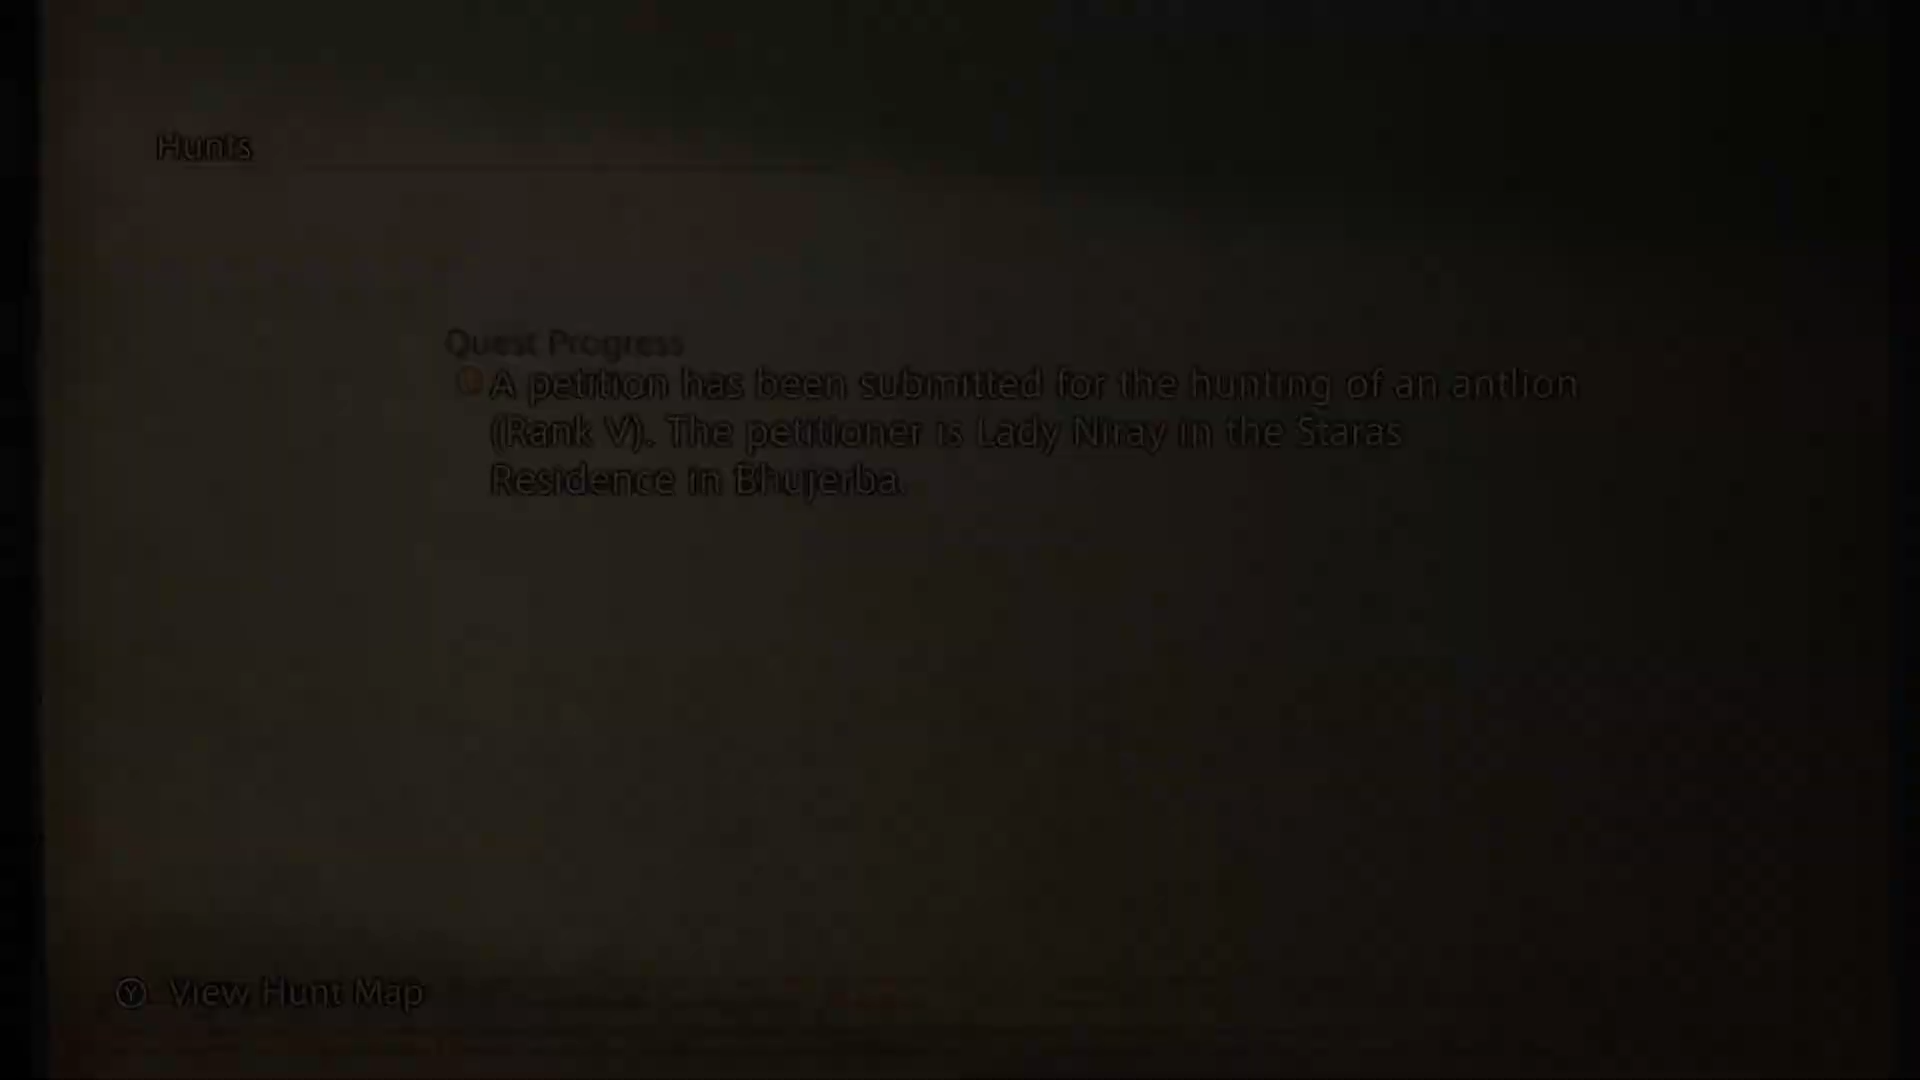 Hunts
Quest Progress
A petition has been submitted for the hunting of an antlion
(Rank V). The petitioner is Lady Niray in the Staras
Residence in Bhujerba.
Y View Hunt Map